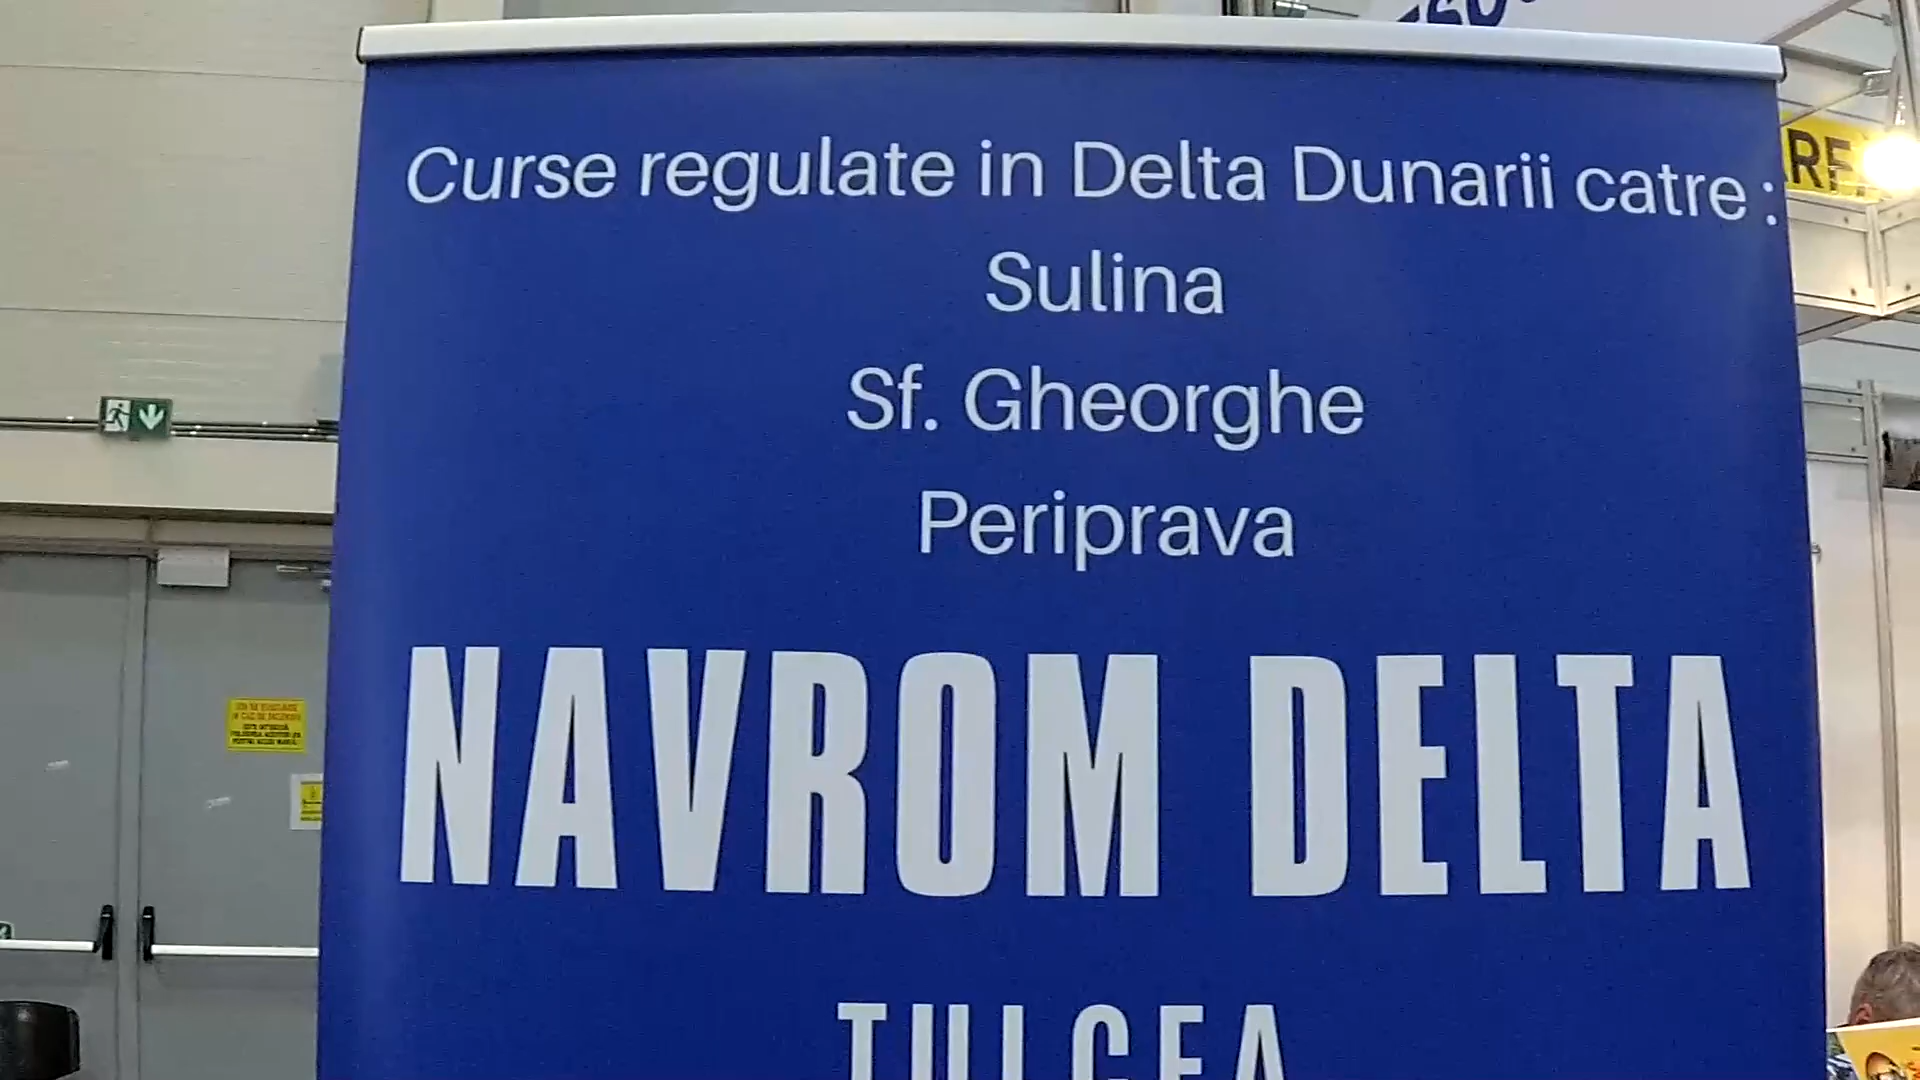 Curse regulate in Delta Dunarii catre :
Sulina
Sf. Gheorghe
Periprava
NAVROM DELTA
TULCEA